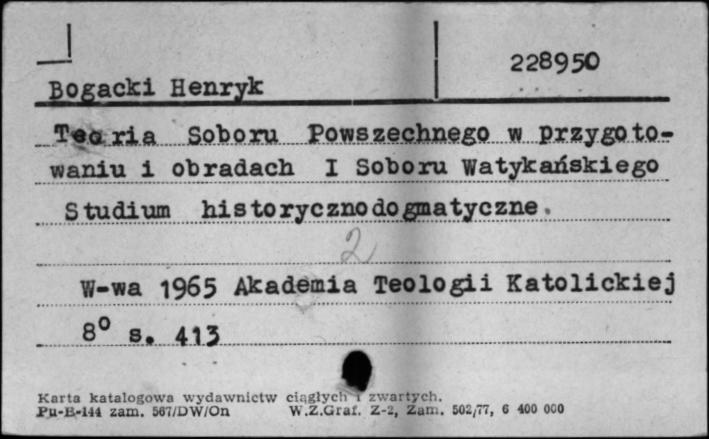 228950
Bogacki Henryk
Teoria Soboru Powszechnego w przygoto-
waniu i obradach I Soboru Watykańskiego
Studium historycznodogmatyczne.
2
W-wa 1965 Akademia Teologii Katolickiej
8° s. 413
Karta katalogowa wydawnictw ciągłych i zwartych.
Pu-B-144 zam. 567/DW/On W.Z.Graf. Z-2, Zam. 502/77, 6 400 000